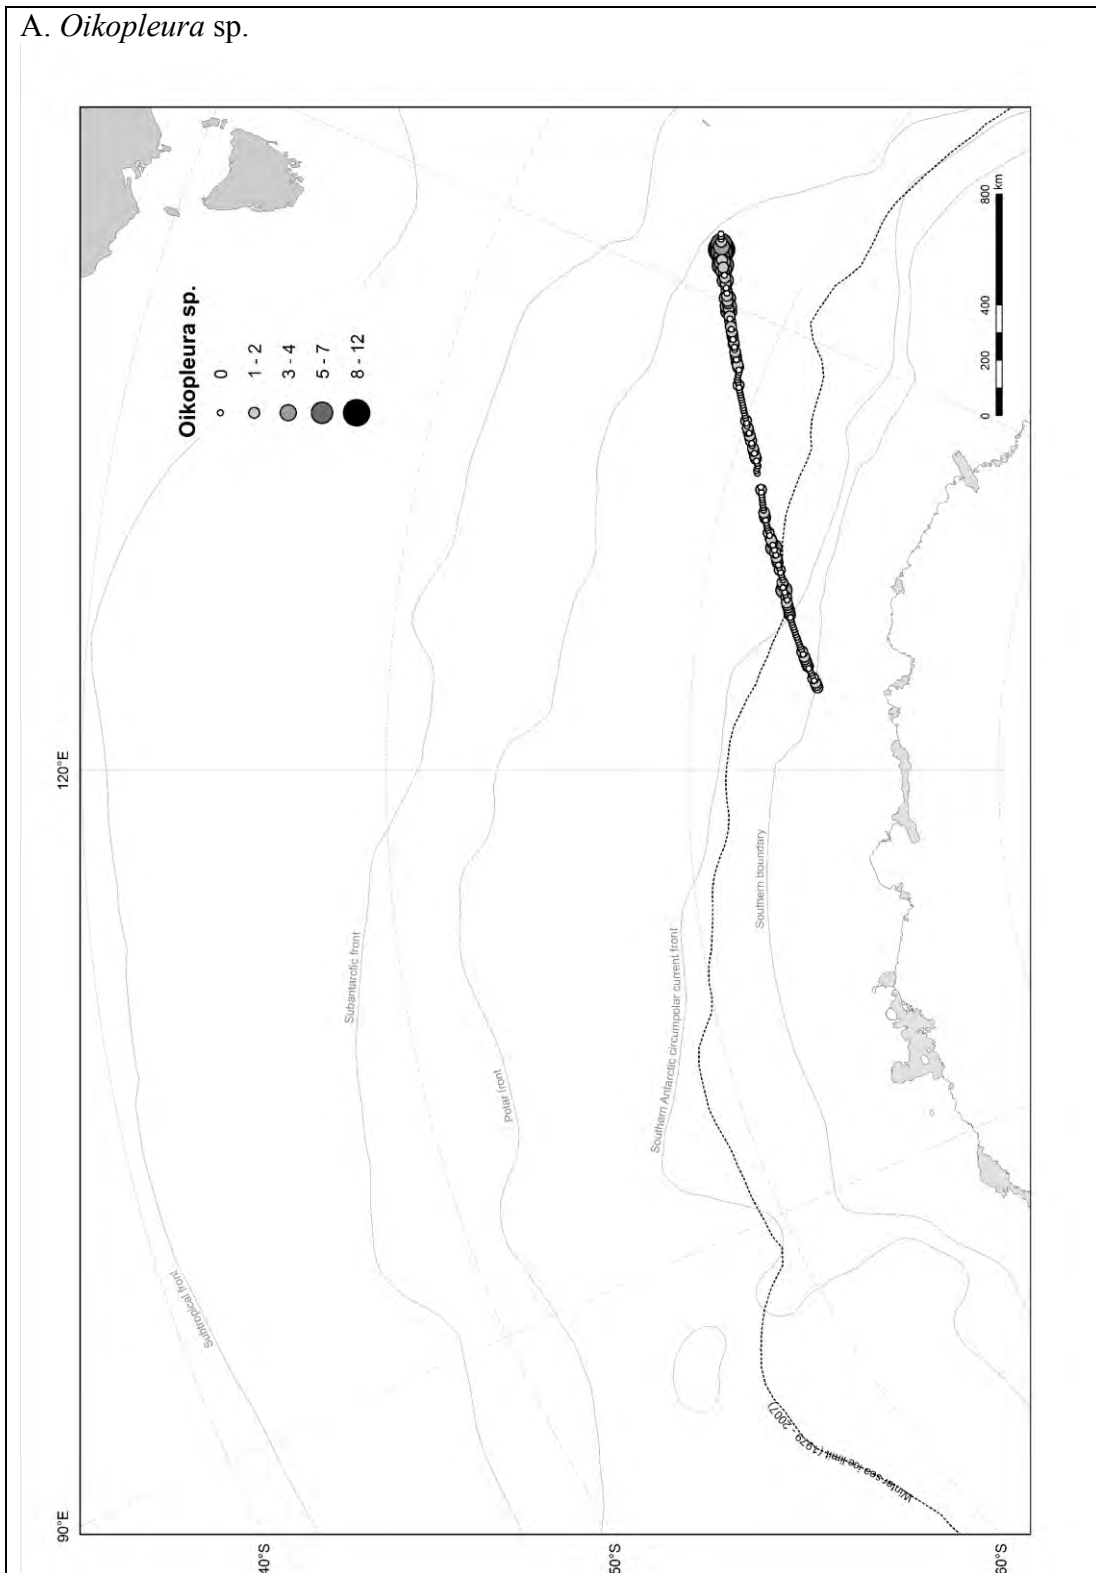 A. Oikopleura sp.
Oikopleura sp.
0
1 - 2
3 - 4
5 - 7
8 - 12
0
200
400
800
km
120°E
90°E
40°S
50°S
60°S
Subtropical front
Subantarctic front
Polar front
Southern Antarctic circumpolar current front
Southern boundary
Winter sea ice limit (1979 - 2007)